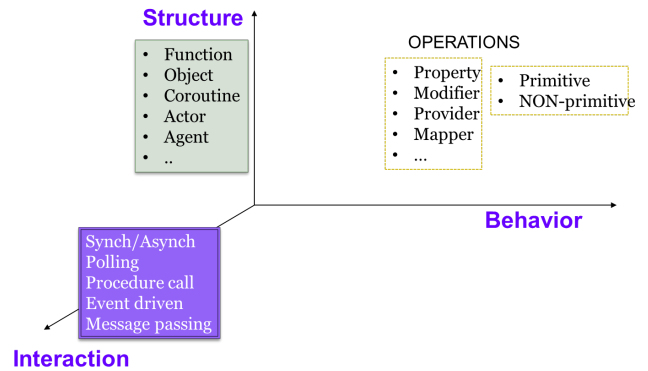 Structure
• Function
• Object
• Coroutine
• Actor
• Agent
• ..
OPERATIONS
• Property
• Modifier
• Provider
• Mapper
• ...
• Primitive
• NON-primitive
Behavior
Synch/Asynch
Polling
Procedure call
Event driven
Message passing
Interaction